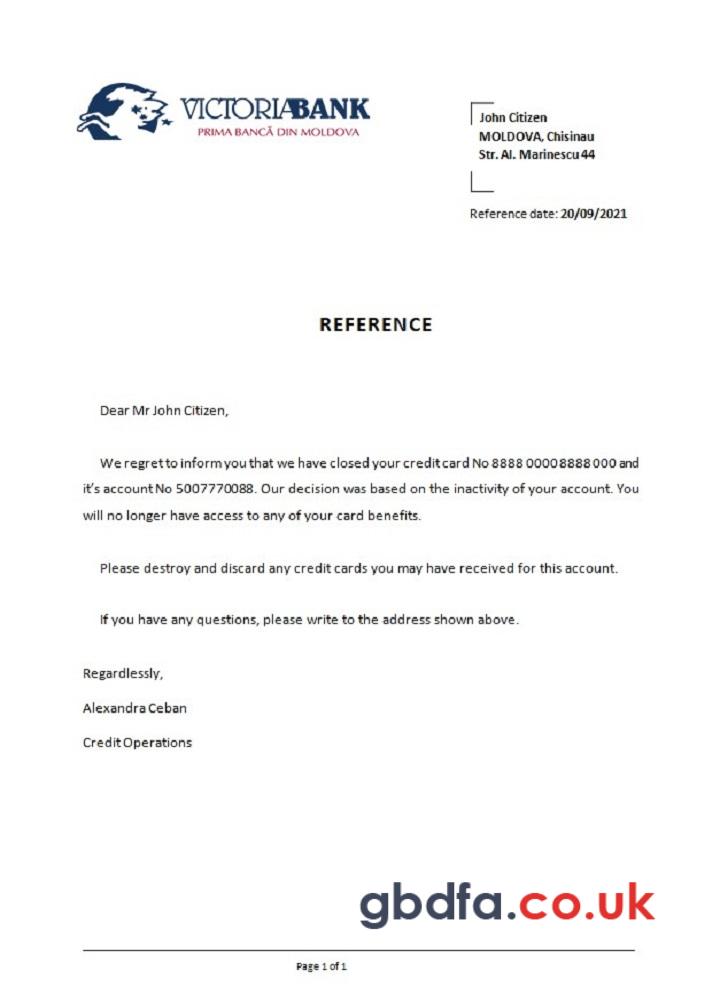 VICTORIABANK
PRIMA BANCĂ DIN MOLDOVA
John Citizen
MOLDOVA, Chisinau
Str. Al. Marinescu 44
Reference date: 20/09/2021
REFERENCE
Dear Mr John Citizen,
We regret to inform you that we have closed your credit card No 8888 00008888 000 and
it's account No 5007770088. Our decision was based on the inactivity of your account. You
will no longer have access to any of your card benefits.
Please destroy and discard any credit cards you may have received for this account.
If you have any questions, please write to the address shown above.
Regardlessly,
Alexandra Ceban
Credit Operations
gbdfa.co.uk
Page 1 of 1